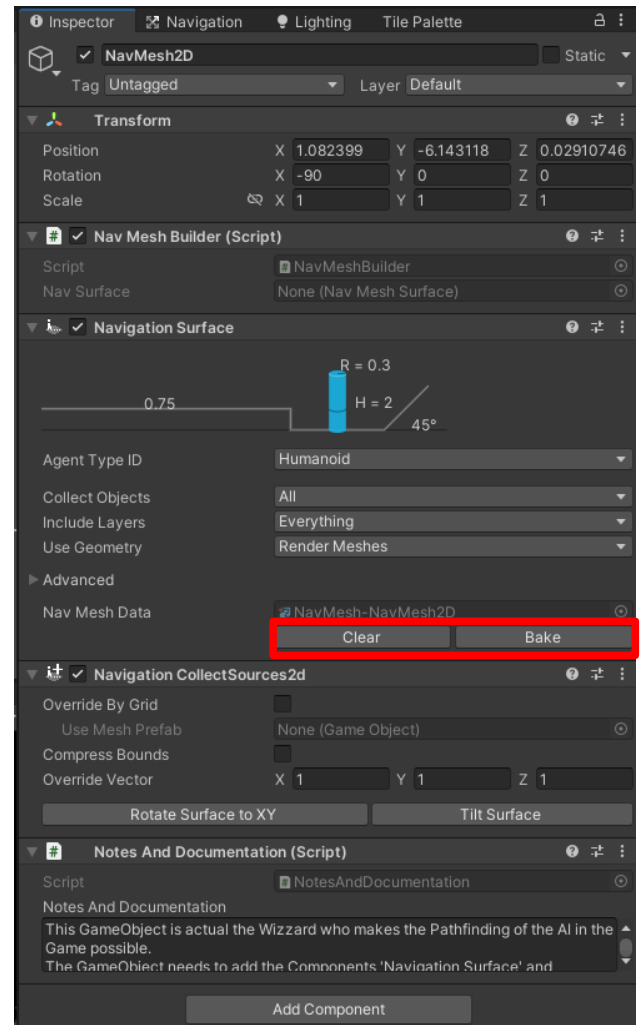 Inspector Navigation Lighting Tile Palette
NavMesh2D Static
Tag Untagged Layer Default
Transform
Position X 1.082399 Y -6.143118 Z 0.02910746
Rotation X -90 Y 0 Z 0
Scale X 1 Y 1 Z 1
# Nav Mesh Builder (Script)
Script # NavMeshBuilder
Nav Surface None (Nav Mesh Surface)
Navigation Surface
R = 0.3
0.75 H = 2
45°
Agent Type ID Humanoid
Collect Objects All
Include Layers Everything
Use Geometry Render Meshes
Advanced
Nav Mesh Data NavMesh-NavMesh2D
Clear Bake
Navigation CollectSources2d
Override By Grid
Use Mesh Prefab None (Game Object)
Compress Bounds
Override Vector X 1 Y 1 Z 1
Rotate Surface to XY Tilt Surface
# Notes And Documentation (Script)
Script # NotesAndDocumentation
Notes And Documentation
This GameObject is actual the Wizzard who makes the Pathfinding of the AI in the
Game possible.
The GameObject needs to add the Components 'Navigation Surface' and
Add Component